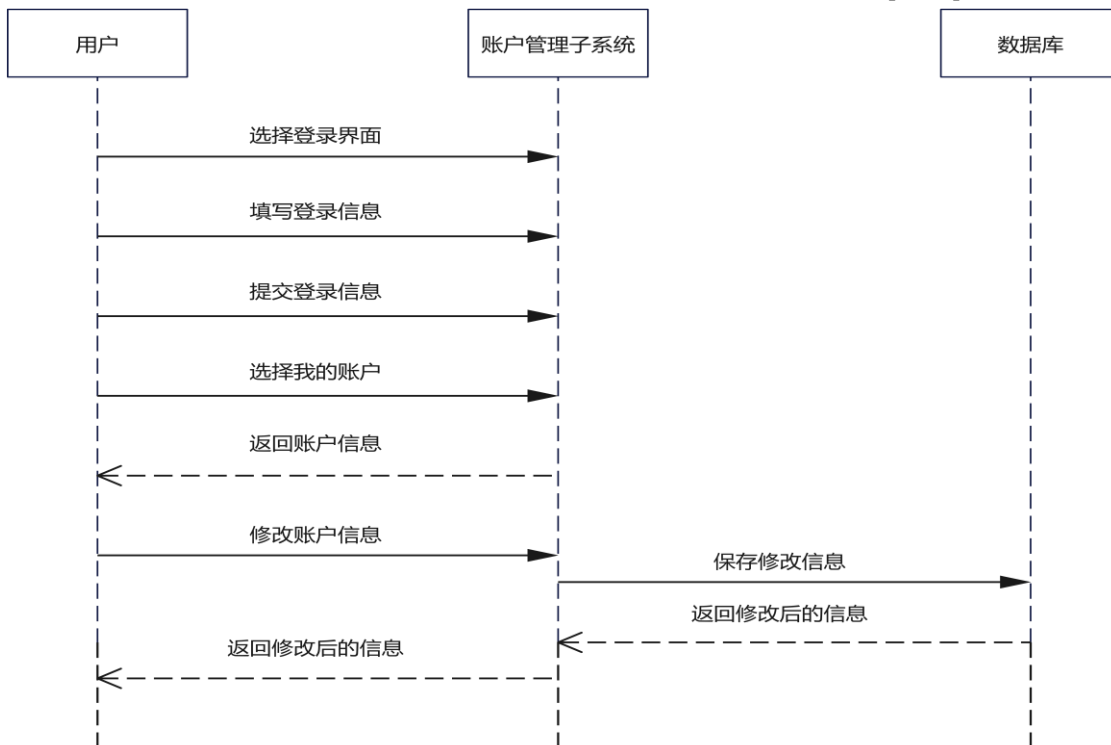 用户
账户管理子系统
数据库
选择登录界面
填写登录信息
提交登录信息
选择我的账户
返回账户信息
修改账户信息
保存修改信息
返回修改后的信息
返回修改后的信息